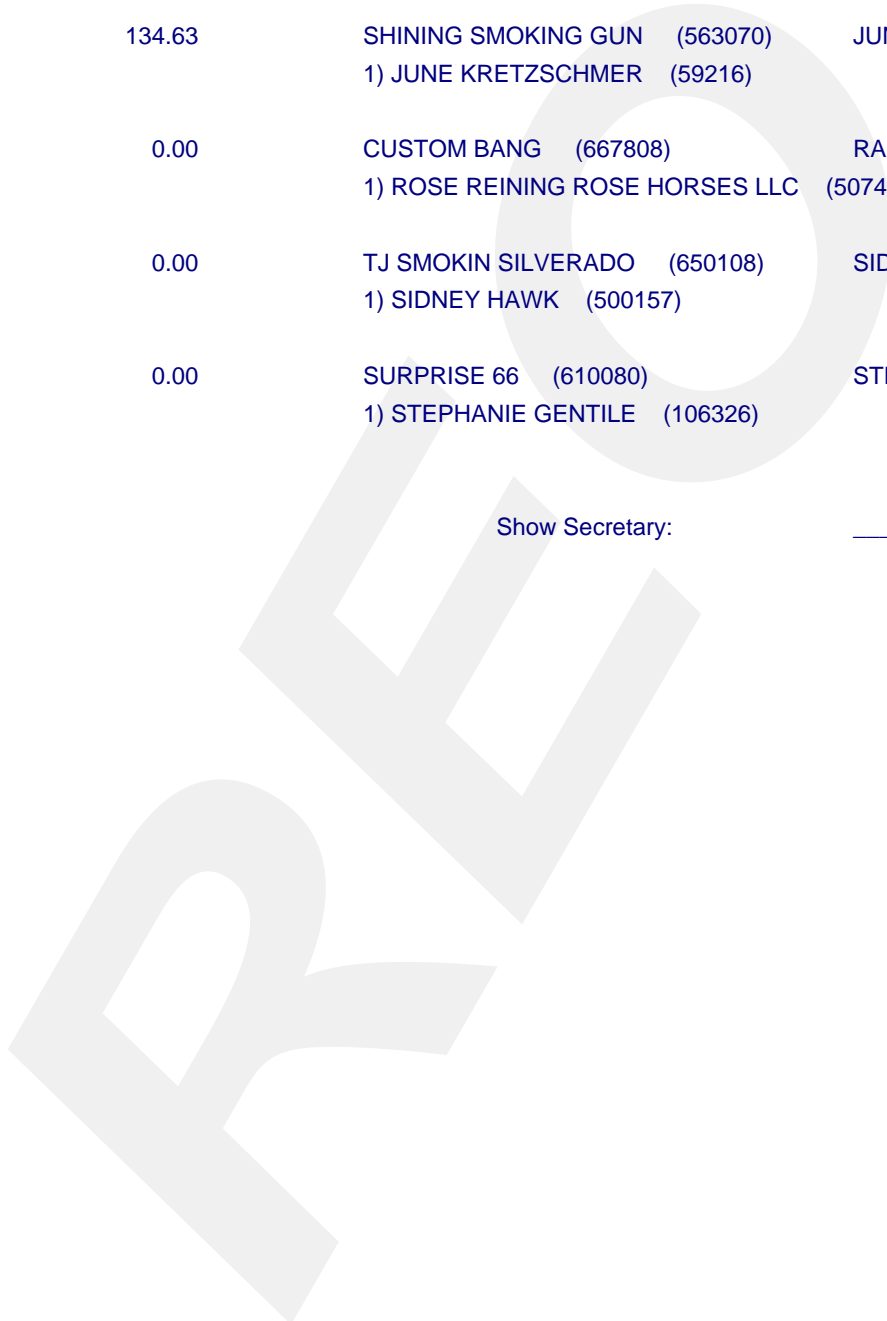 134.63 SHINING SMOKING GUN (563070)
1) JUNE KRETZSCHMER (59216)
0.00 CUSTOM BANG (667808)
1) ROSE REINING ROSE HORSES LLC
0.00 TJ SMOKIN SILVERADO (650108)
1) SIDNEY HAWK (500157)
0.00 SURPRISE 66 (610080)
1) STEPHANIE GENTILE (106326)
Show Secretary: